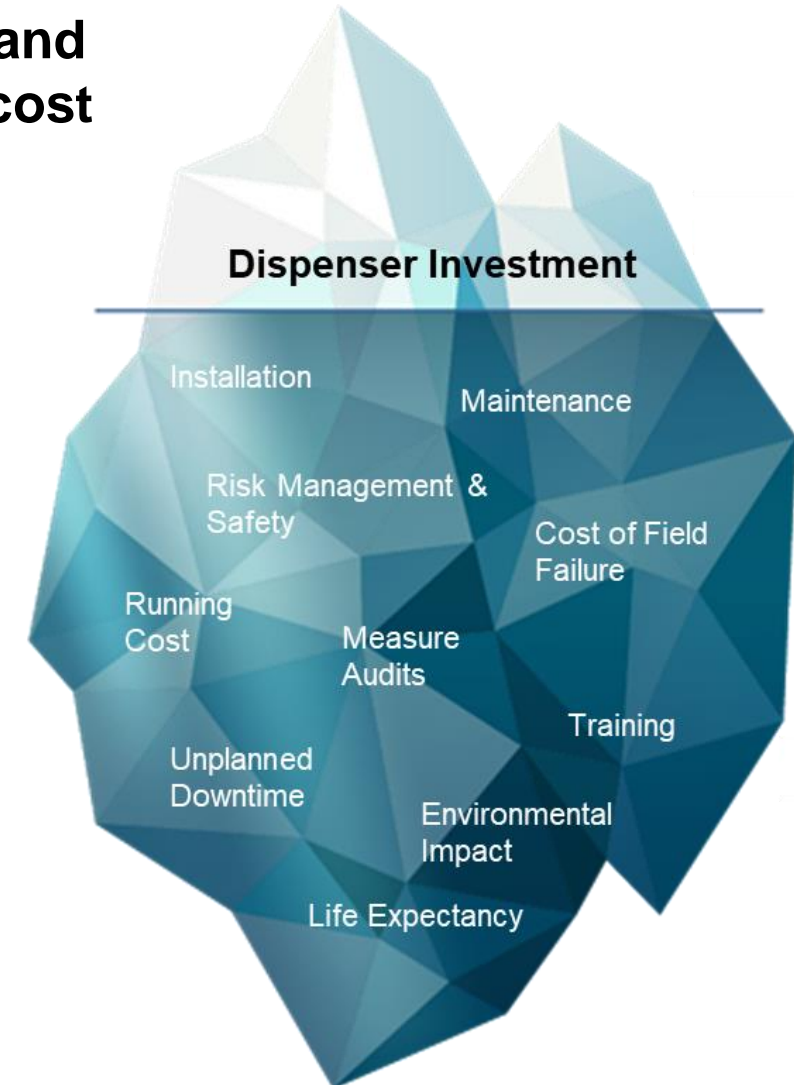 and
cost
Dispenser Investment
Installation
Maintenance
Risk Management &
Safety
Cost of Field
Failure
Running
Cost
Measure
Audits
Training
Unplanned
Downtime
Environmental
Impact
Life Expectancy